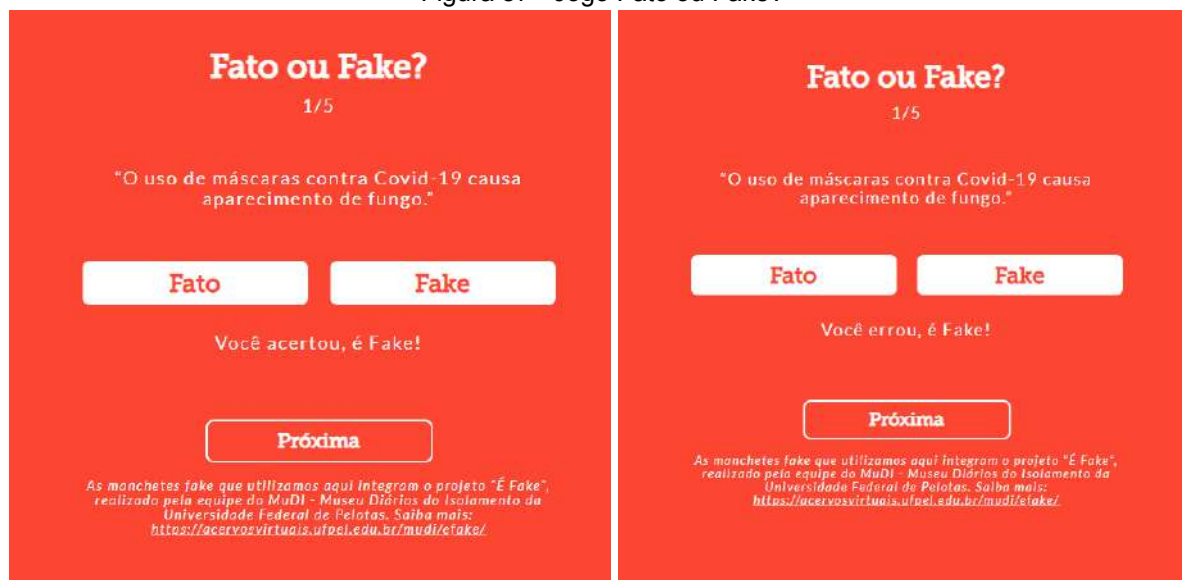 Fato ou Fake?
1/5
"O uso de máscaras contra Covid-19 causa
aparecimento de fungo."
Fato
Fake
Você acertou, é Fake!
Próxima
As manchetes fake que utilizamos aqui integram o projeto "É Fake",
realizado pela equipe do MuDI - Museu Diários do Isolamento da
Universidade Federal de Pelotas. Saiba mais:
https://acervosvirtuais.ufpel.edu.br/mudi/efake/
Fato ou Fake?
1/5
"O uso de máscaras contra Covid-19 causa
aparecimento de fungo."
Fato
Fake
Você errou, é Fake!
Próxima
As manchetes fake que utilizamos aqui integram o projeto "É Fake",
realizado pela equipe do MuDI - Museu Diários do Isolamento da
Universidade Federal de Pelotas. Saiba mais:
https://acervosvirtuais.ufpel.edu.br/mudi/efake/